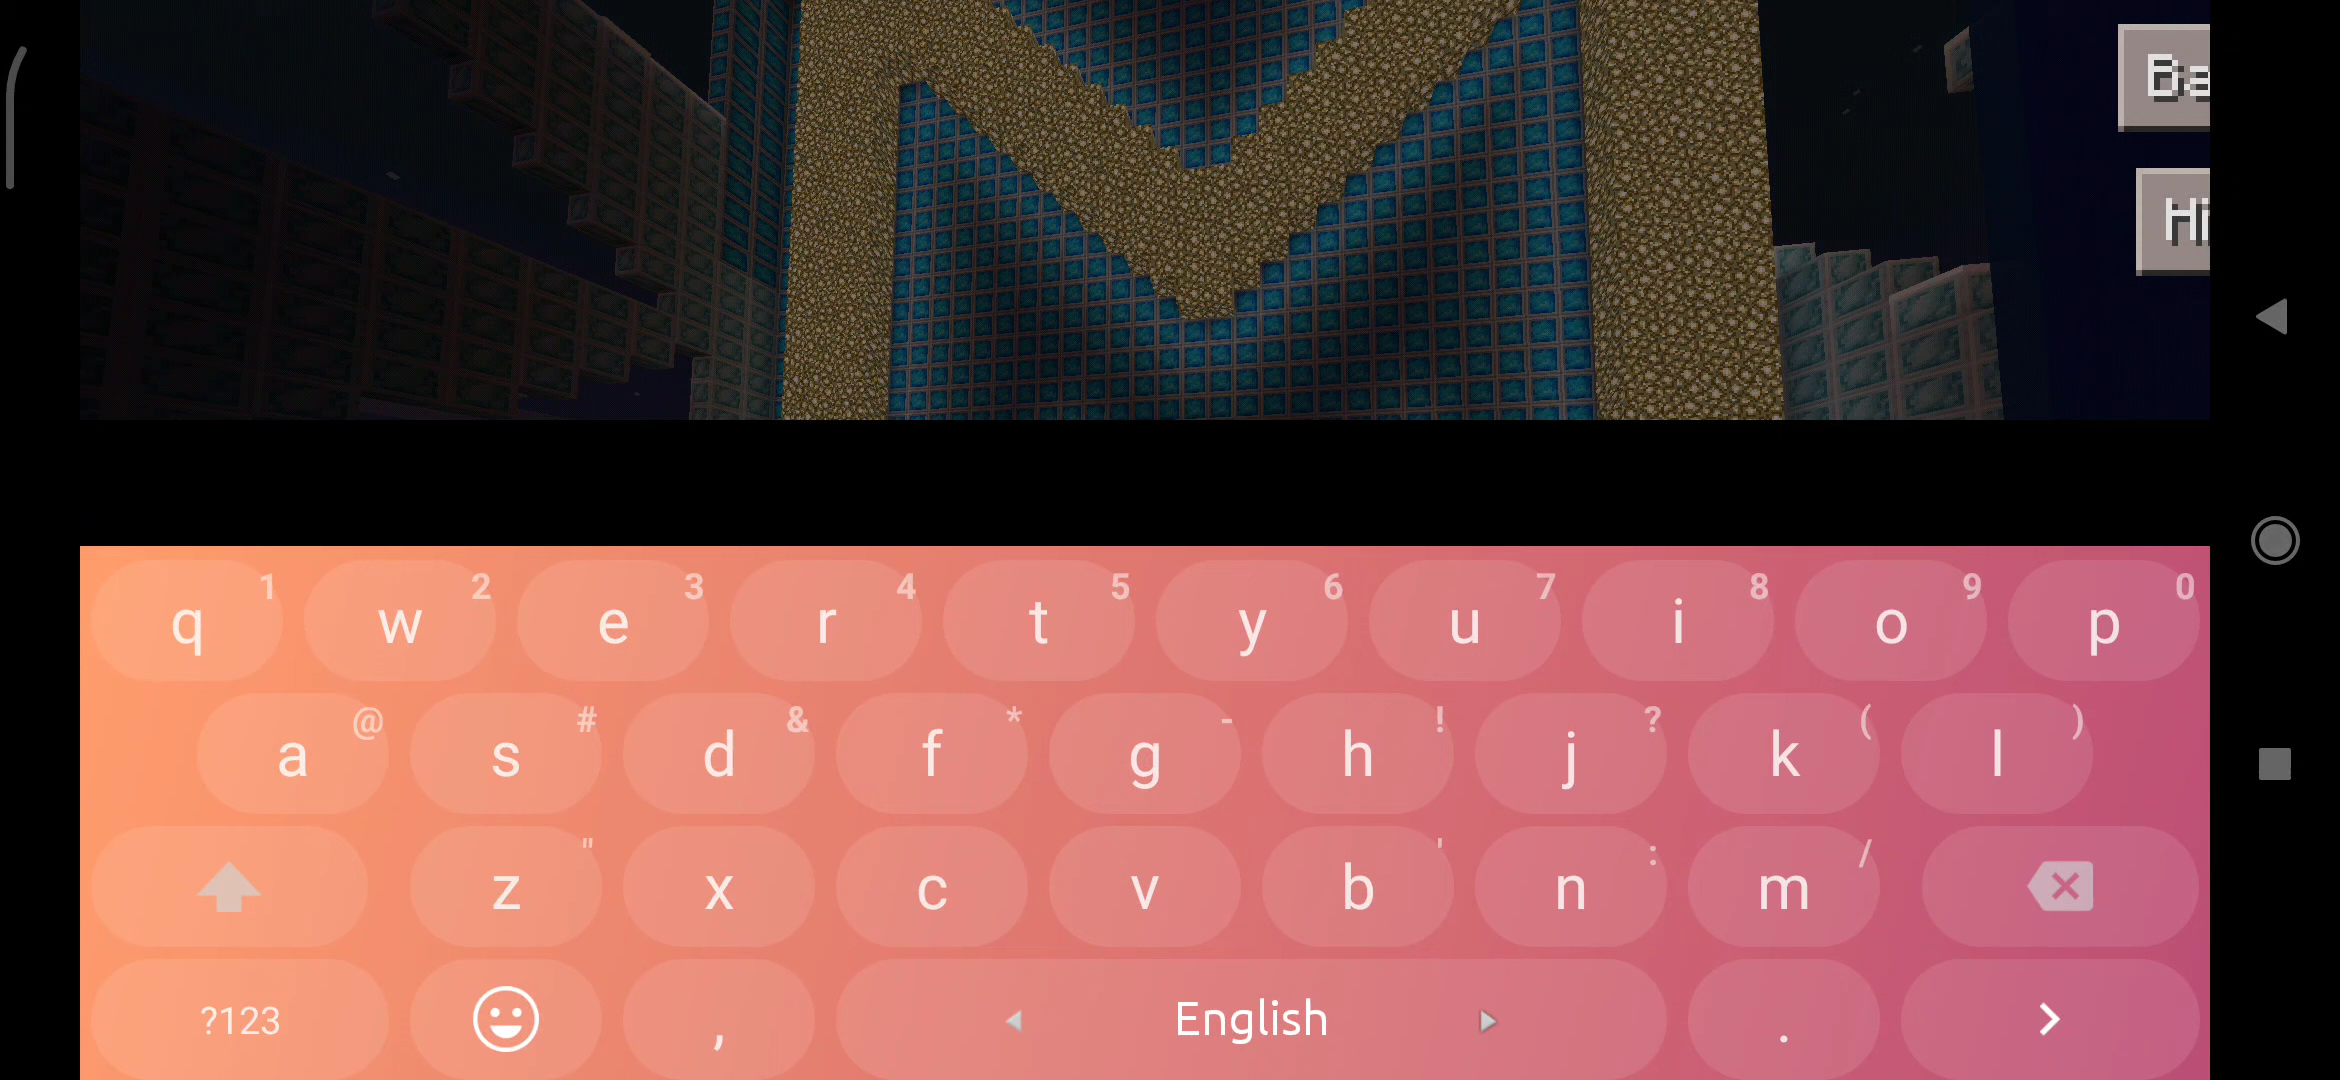 Ba
Hi
1 2 3 4 5 6 7 8 9 0
q w e r t y u i o p
@ # & * - ! ? ( )
a s d f g h j k l
" ' : /
z x c v b n m
?123 , English .